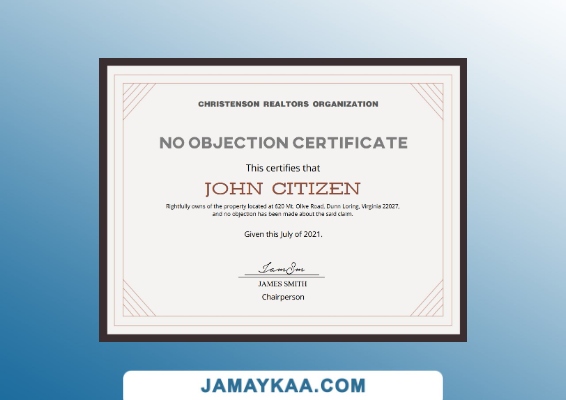 CHRISTENSON REALTORS ORGANIZATION
NO OBJECTION CERTIFICATE
This certifies that
JOHN CITIZEN
Rightfully owns of the property located at 620 Mt. Olive Road, Dunn Loring, Virginia 22027,
and no objection has been made about the said claim.
Given this July of 2021.
JAMES SMITH
Chairperson
JAMAYKAA.COM